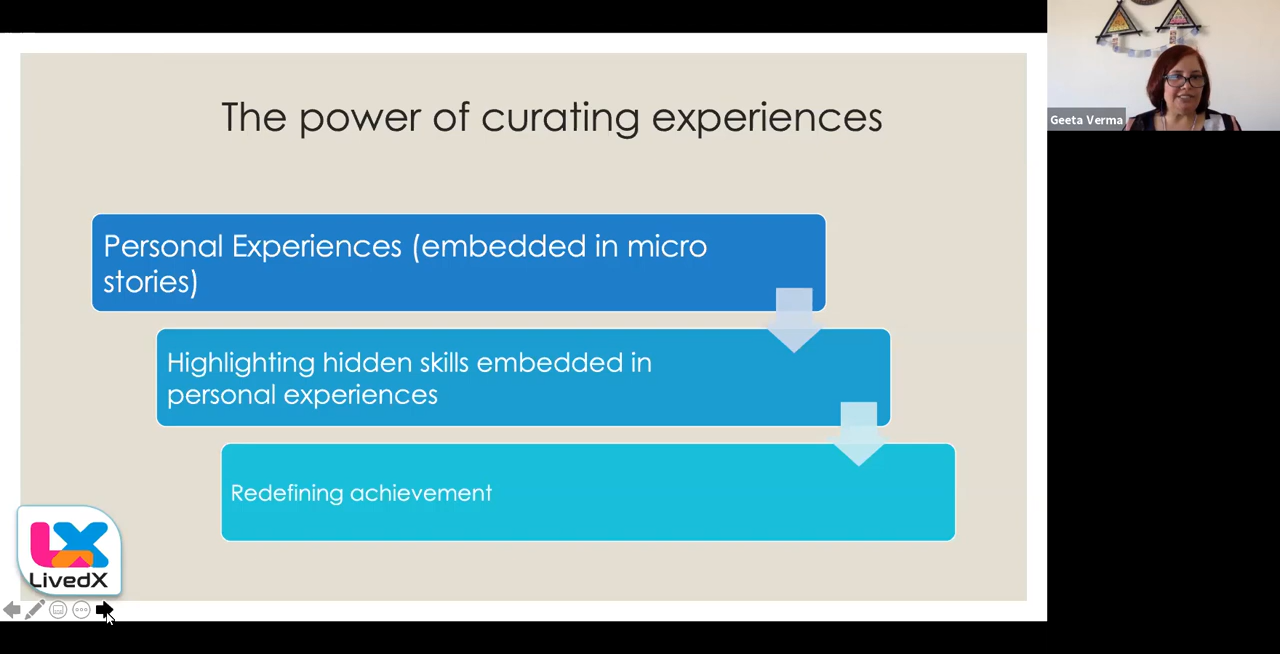 The power of curating experiences
Geeta Verma
Personal Experiences (embedded in micro
stories)
Highlighting hidden skills embedded in
personal experiences
Redefining achievement
LX
LivedX